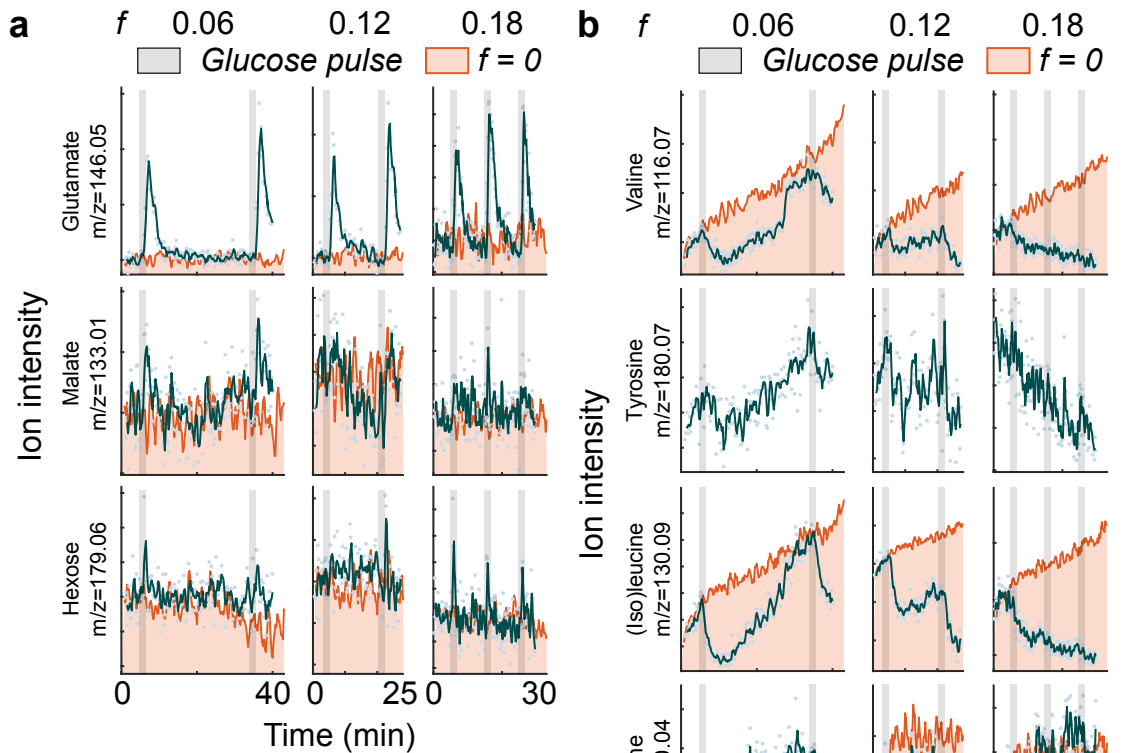 a f 0.06 0.12 0.18
Glucose pulse f = 0
Ion intensity
Glutamate
m/z=146.05
Malate
m/z=133.01
Hexose
m/z=179.06
0 40 0 25 0 30
Time (min)
b f 0.06 0.12 0.18
Glucose pulse f = 0
Ion intensity
Valine
m/z=116.07
Tyrosine
m/z=180.07
(Iso)leucine
m/z=130.09